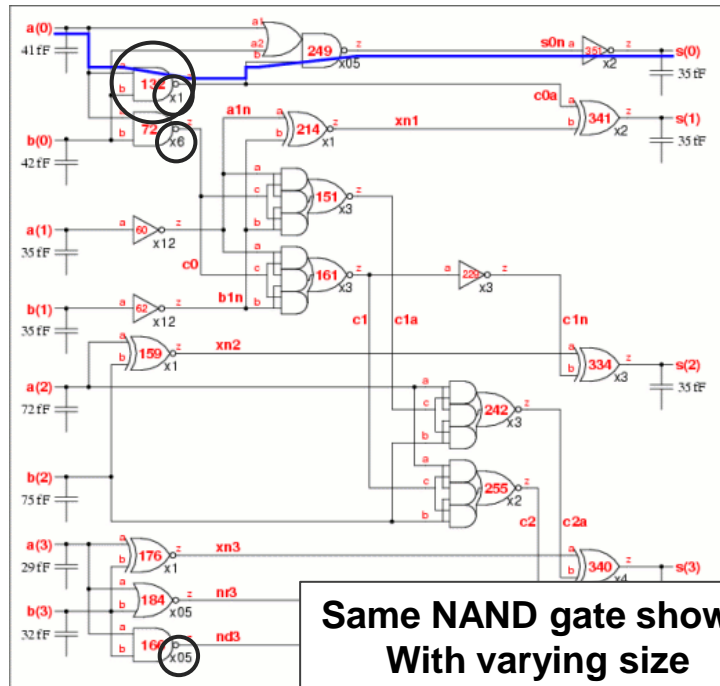 a(0)
41fF
a1
a2
249
x05
s0n
a
351
z
x2
s(0)
35fF
a
132
z
b
x1
c0a
a
341
z
b
x2
s(1)
35fF
a
72
z
b
x6
b(0)
42fF
a1n
a
214
z
b
x1
xn1
a
c
b
151
z
x3
a(1)
35fF
a
60
z
x12
c0
a
c
b
161
z
x3
a
229
z
x3
b(1)
35fF
a
62
z
x12
b1n
c1
c1a
c1n
a
159
z
b
x1
xn2
a
334
z
b
x3
s(2)
35fF
a(2)
72fF
a
c
b
242
z
x3
b(2)
75fF
a
c
b
255
z
x2
c2
c2a
a(3)
29fF
a
176
z
b
x1
xn3
a
340
z
b
s(3)
a
184
z
b
x05
nr3
b(3)
32fF
a
z
b
x05
nd3
Same NAND gate show
With varying size